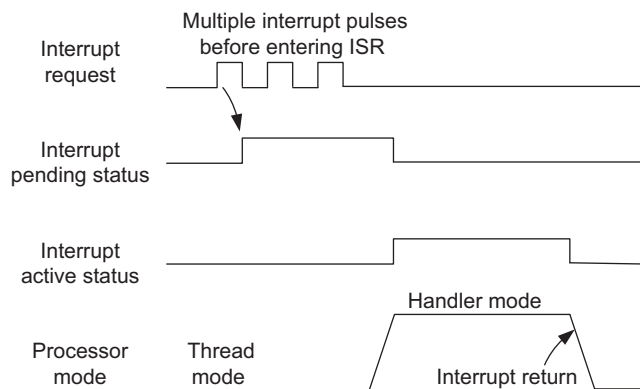 Multiple interrupt pulses
before entering ISR
Interrupt
request
Interrupt
pending status
Interrupt
active status
Handler mode
Processor
mode
Thread
mode
Interrupt return